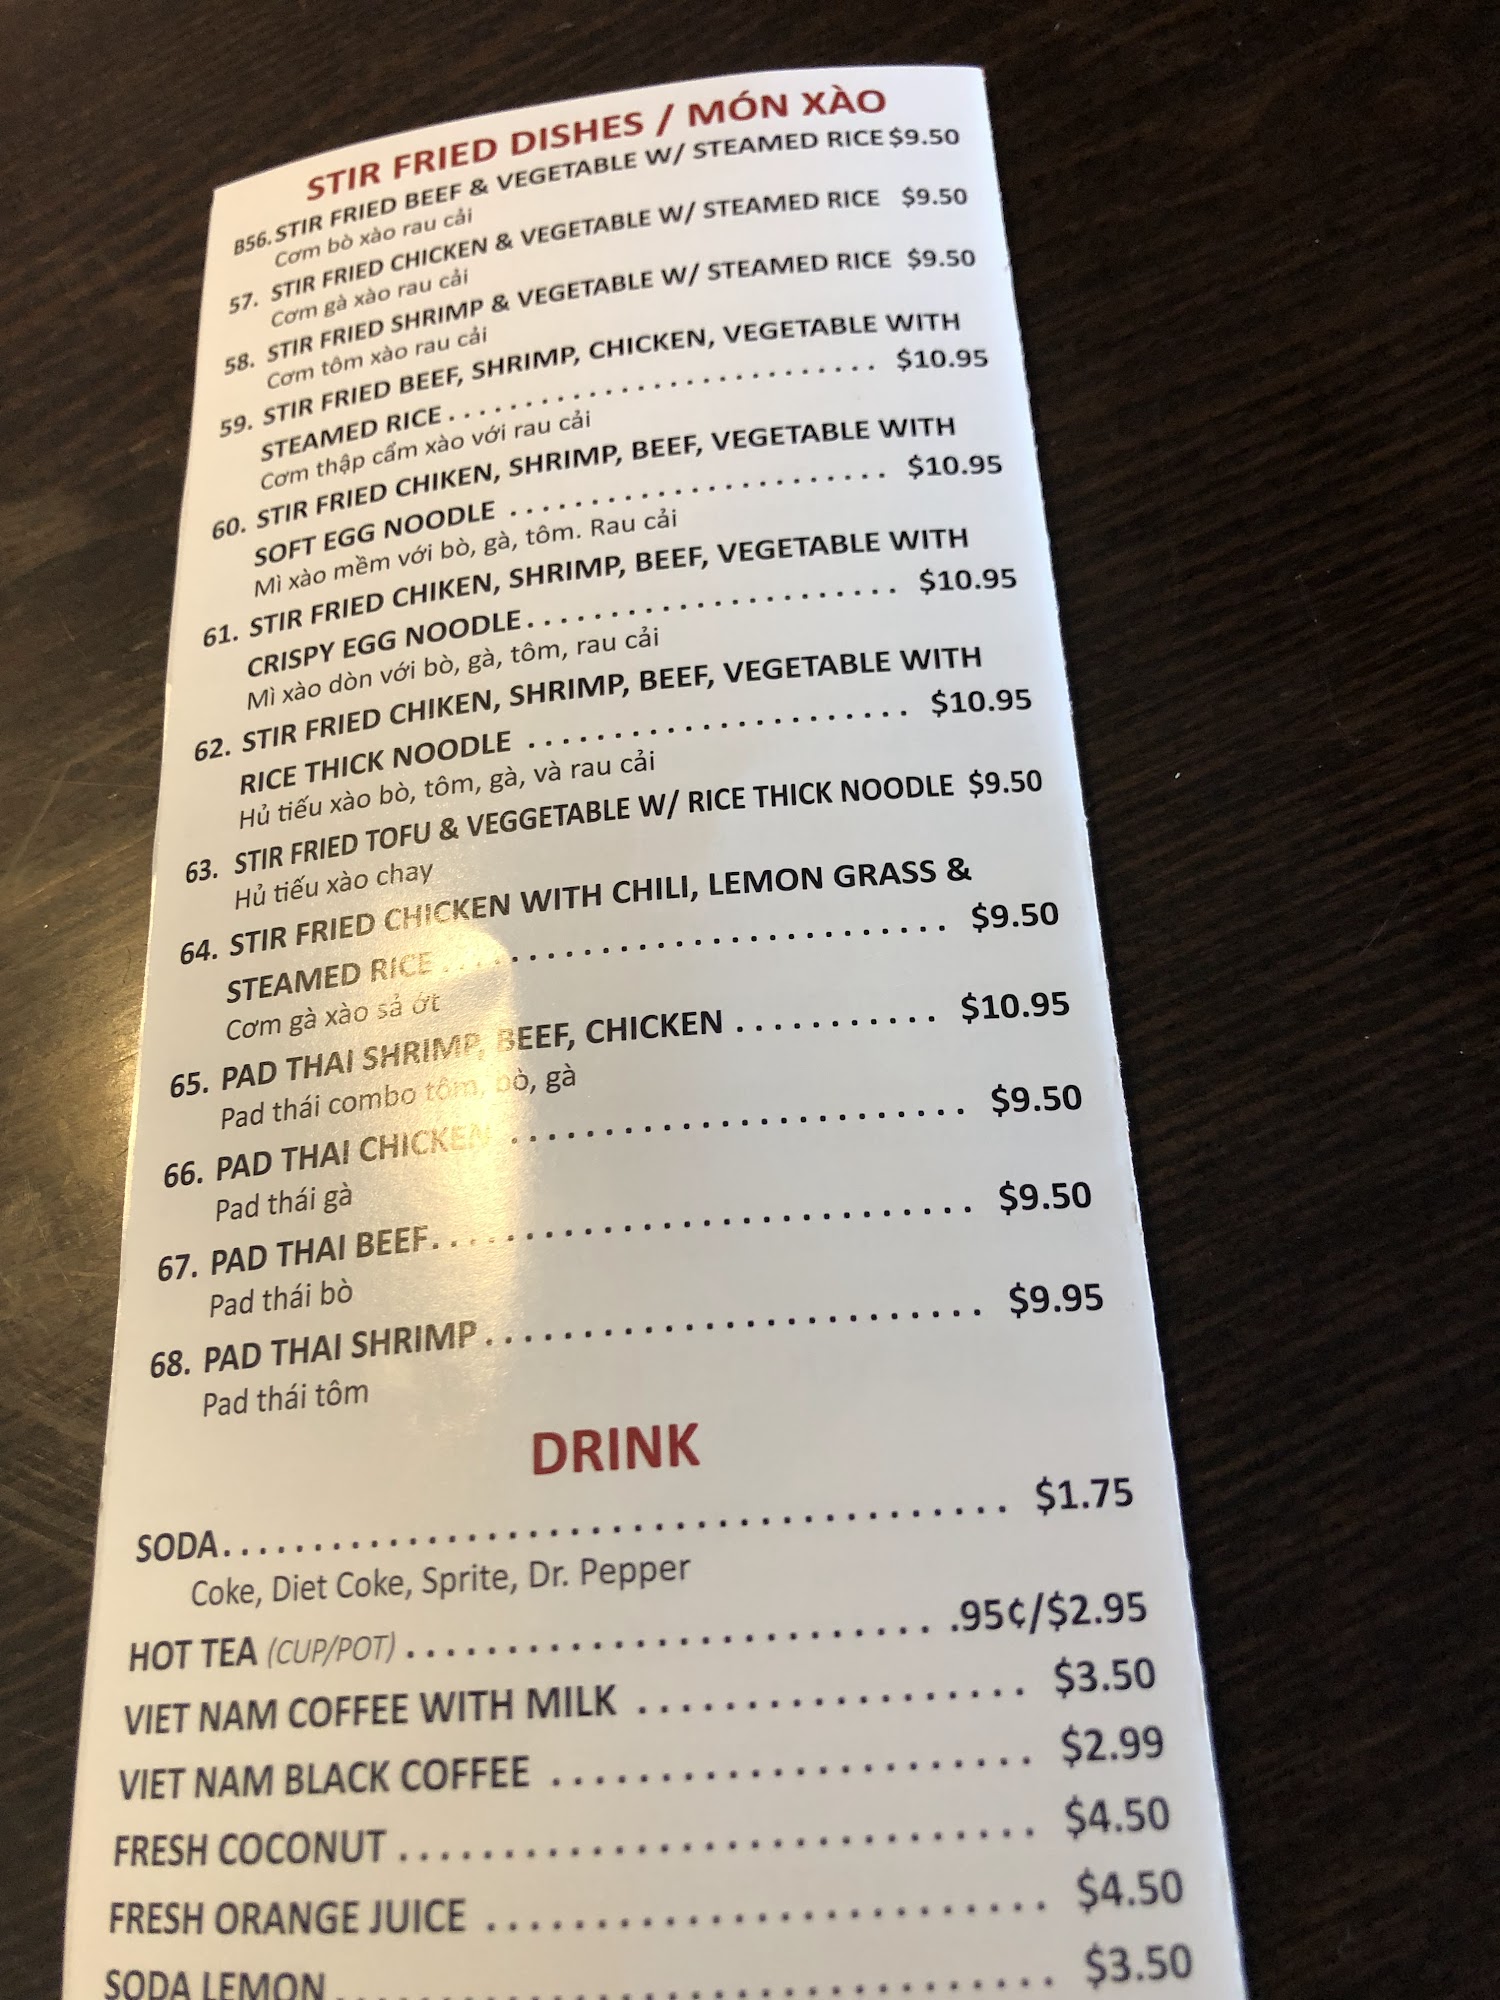 STIR FRIED DISHES / MÓN XÀO
B56. STIR FRIED BEEF & VEGETABLE W/ STEAMED RICE $9.50
Cơm bò xào rau cải
57. STIR FRIED CHICKEN & VEGETABLE W/ STEAMED RICE $9.50
Cơm gà xào rau cải
58. STIR FRIED SHRIMP & VEGETABLE W/ STEAMED RICE $9.50
Cơm tôm xào rau cải
59. STIR FRIED BEEF, SHRIMP, CHICKEN, VEGETABLE WITH
STEAMED RICE . . . . . . . . . . . . . . . . . . . . . . . . . . . . $10.95
Cơm thập cẩm xào với rau cải
60. STIR FRIED CHIKEN, SHRIMP, BEEF, VEGETABLE WITH
SOFT EGG NOODLE . . . . . . . . . . . . . . . . . . . . . . . . $10.95
Mì xào mềm với bò, gà, tôm. Rau cải
61. STIR FRIED CHIKEN, SHRIMP, BEEF, VEGETABLE WITH
CRISPY EGG NOODLE . . . . . . . . . . . . . . . . . . . . . . . $10.95
Mì xào dòn với bò, gà, tôm, rau cải
62. STIR FRIED CHIKEN, SHRIMP, BEEF, VEGETABLE WITH
RICE THICK NOODLE . . . . . . . . . . . . . . . . . . . . . . . $10.95
Hủ tiếu xào bò, tôm, gà, và rau cải
63. STIR FRIED TOFU & VEGGETABLE W/ RICE THICK NOODLE $9.50
Hủ tiếu xào chay
64. STIR FRIED CHICKEN WITH CHILI, LEMON GRASS &
STEAMED RICE . . . . . . . . . . . . . . . . . . . . . . . . . . . . $9.50
Cơm gà xào sả ớt
65. PAD THAI SHRIMP, BEEF, CHICKEN . . . . . . . . . . . $10.95
Pad thái combo tôm, bò, gà
66. PAD THAI CHICKEN . . . . . . . . . . . . . . . . . . . . . . . . $9.50
Pad thái gà
67. PAD THAI BEEF . . . . . . . . . . . . . . . . . . . . . . . . . . . . $9.50
Pad thái bò
68. PAD THAI SHRIMP . . . . . . . . . . . . . . . . . . . . . . . . . $9.95
Pad thái tôm
DRINK
SODA . . . . . . . . . . . . . . . . . . . . . . . . . . . . . . . . . . . $1.75
Coke, Diet Coke, Sprite, Dr. Pepper
HOT TEA (CUP/POT) . . . . . . . . . . . . . . . . . . . . . . . . .95¢/$2.95
VIET NAM COFFEE WITH MILK . . . . . . . . . . . . . . . . . $3.50
VIET NAM BLACK COFFEE . . . . . . . . . . . . . . . . . . . . . $2.99
FRESH COCONUT . . . . . . . . . . . . . . . . . . . . . . . . . . . $4.50
FRESH ORANGE JUICE . . . . . . . . . . . . . . . . . . . . . . . . $4.50
SODA LEMON . . . . . . . . . . . . . . . . . . . . . . . . . . . . . . $3.50